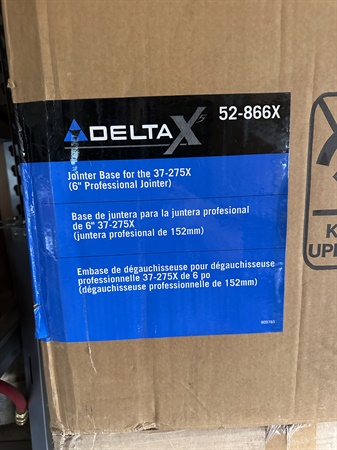 DELTA X5
52-866X
Jointer Base for the 37-275X
(6" Professional Jointer)
Base de juntera para la juntera profesional
de 6" 37-275X
(juntera profesional de 152mm)
Embase de dégauchisseuse pour dégauchisseuse
professionnelle 37-275X de 6 po
(dégauchisseuse professionnelle de 152mm)